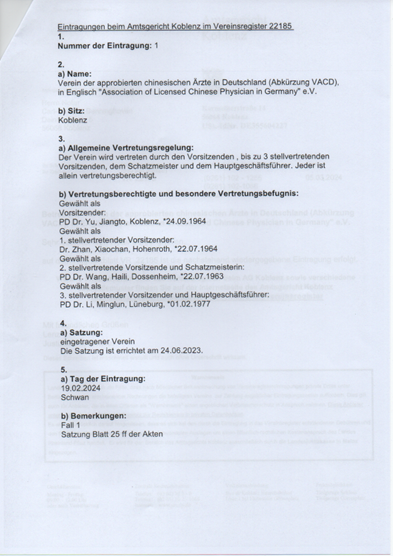 Eintragungen beim Amtsgericht Koblenz im Vereinsregister 22185
1.
Nummer der Eintragung: 1
2.
a) Name:
Verein der approbierten chinesischen Ärzte in Deutschland (Abkürzung VACD),
in Englisch "Association of Licensed Chinese Physician in Germany" e.V.
b) Sitz:
Koblenz
3.
a) Allgemeine Vertretungsregelung:
Der Verein wird vertreten durch den Vorsitzenden , bis zu 3 stellvertretenden
Vorsitzenden, dem Schatzmeister und dem Hauptgeschäftsführer. Jeder ist
allein vertretungsberechtigt.
b) Vertretungsberechtigte und besondere Vertretungsbefugnis:
Gewählt als
Vorsitzender:
PD Dr. Yu, Jiangto, Koblenz, *24.09.1964
Gewählt als
1. stellvertretender Vorsitzender:
Dr. Zhan, Xiaochan, Hohenroth, *22.07.1964
Gewählt als
2. stellvertretende Vorsitzende und Schatzmeisterin:
PD Dr. Wang, Haili, Dossenheim, *22.07.1963
Gewählt als
3. stellvertretender Vorsitzender und Hauptgeschäftsführer:
PD Dr. Li, Minglun, Lüneburg, *01.02.1977
4.
a) Satzung:
eingetragener Verein
Die Satzung ist errichtet am 24.06.2023.
5.
a) Tag der Eintragung:
19.02.2024
Schwan
b) Bemerkungen:
Fall 1
Satzung Blatt 25 ff der Akten